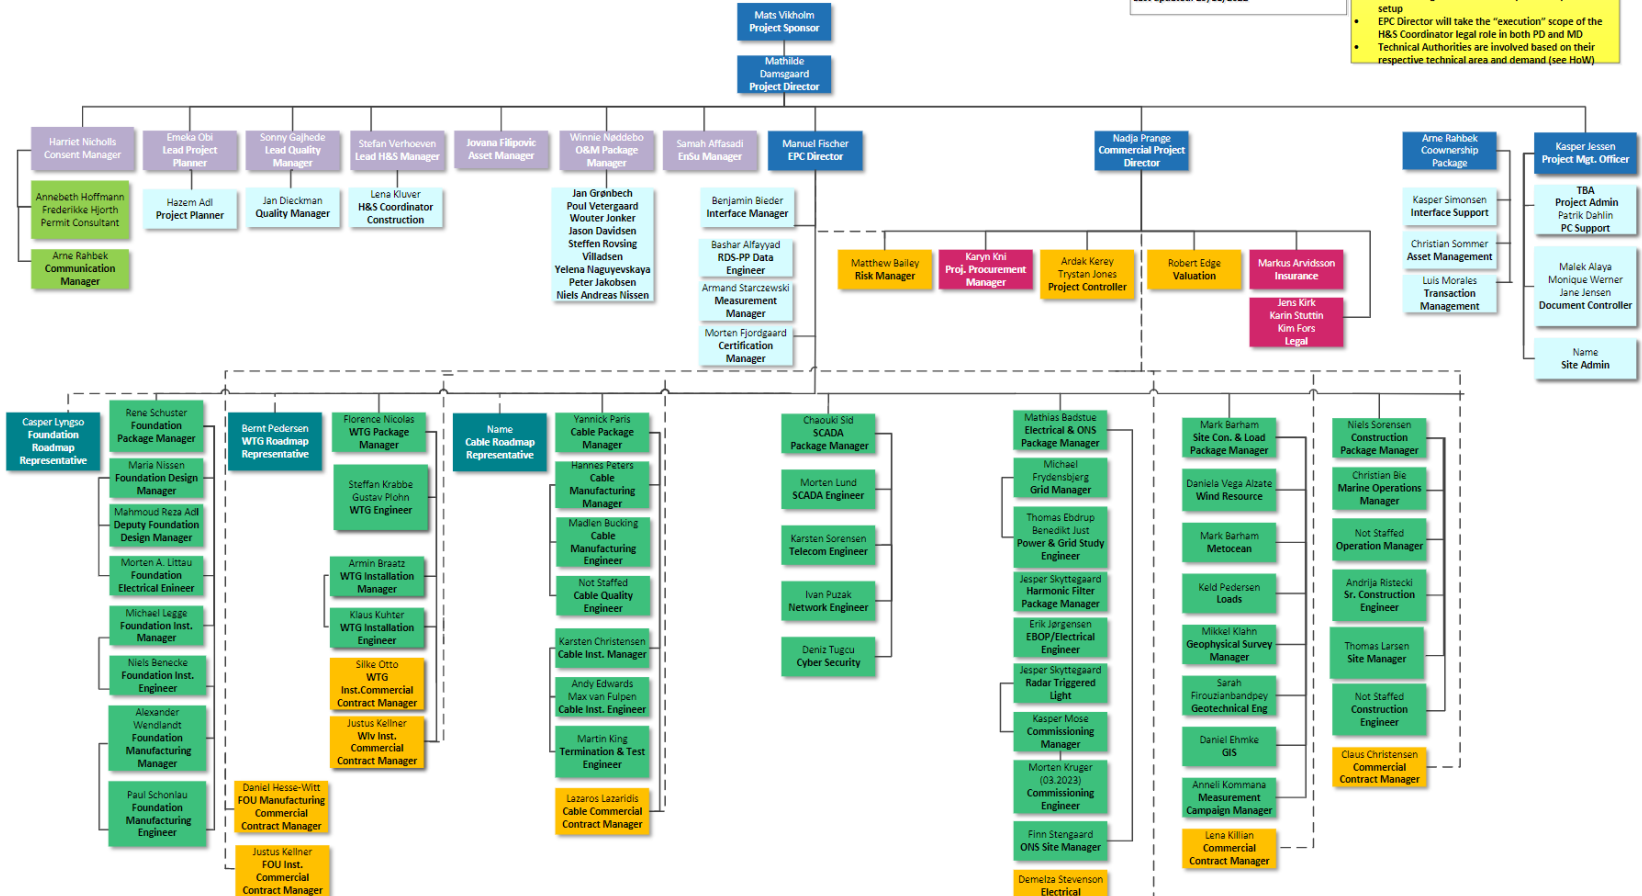 Mats Vikholm
Project Sponsor
setup
• EPC Director will take the "execution" scope of the
H&S Coordinator legal role in both PD and MD
• Technical Authorities are involved based on their
respective technical area and demand (see HoW)
Mathilde
Damsgaard
Project Director
Harriet Nicholls
Consent Manager
Emeka Obi
Lead Project
Planner
Sonny Gajhede
Lead Quality
Manager
Stefan Verhoeven
Lead H&S Manager
Jovana Filipovic
Asset Manager
Winnie Nøddebo
O&M Package
Manager
Samah Affasadi
EnSu Manager
Manuel Fischer
EPC Director
Nadja Prange
Commercial Project
Director
Arne Rahbek
Coownership
Package
Kasper Jessen
Project Mgt. Officer
Annebeth Hoffmann
Frederikke Hjorth
Permit Consultant
Arne Rahbek
Communication
Manager
Hazem Adl
Project Planner
Jan Dieckman
Quality Manager
Lena Kluver
H&S Coordinator
Construction
Jan Grønbech
Poul Vetergaard
Wouter Jonker
Jason Davidsen
Steffen Rovsing
Villadsen
Yelena Naguyevskaya
Peter Jakobsen
Niels Andreas Nissen
Benjamin Bieder
Interface Manager
Bashar Alfayyad
RDS-PP Data
Engineer
Armand Starczewski
Measurement
Manager
Morten Fjordgaard
Certification
Manager
Matthew Bailey
Risk Manager
Karyn Kni
Proj. Procurement
Manager
Ardak Kerey
Trystan Jones
Project Controller
Robert Edge
Valuation
Markus Arvidsson
Insurance
Jens Kirk
Karin Stuttin
Kim Fors
Legal
Kasper Simonsen
Interface Support
Christian Sommer
Asset Management
Luis Morales
Transaction
Management
TBA
Project Admin
Patrik Dahlin
PC Support
Malek Alaya
Monique Werner
Jane Jensen
Document Controller
Name
Site Admin
Casper Lyngso
Foundation
Roadmap
Representative
Rene Schuster
Foundation
Package Manager
Maria Nissen
Foundation Design
Manager
Mahmoud Reza Adl
Deputy Foundation
Design Manager
Morten A. Littau
Foundation
Electrial Enineer
Michael Legge
Foundation Inst.
Manager
Niels Benecke
Foundation Inst.
Engineer
Alexander
Wendlandt
Foundation
Manufacturing
Manager
Paul Schonlau
Foundation
Manufacturing
Engineer
Bernt Pedersen
WTG Roadmap
Representative
Daniel Hesse-Witt
FOU Manufacturing
Commercial
Contract Manager
Justus Kellner
FOU Inst.
Commercial
Contract Manager
Florence Nicolas
WTG Package
Manager
Steffan Krabbe
Gustav Plohn
WTG Engineer
Armin Braatz
WTG Installation
Manager
Klaus Kuhter
WTG Installation
Engineer
Silke Otto
WTG
Inst.Commercial
Contract Manager
Justus Kellner
Wlv Inst.
Commercial
Contract Manager
Name
Cable Roadmap
Representative
Yannick Paris
Cable Package
Manager
Hannes Peters
Cable
Manufacturing
Manager
Madlen Bucking
Cable
Manufacturing
Engineer
Not Staffed
Cable Quality
Engineer
Karsten Christensen
Cable Inst. Manager
Andy Edwards
Max van Fulpen
Cable Inst. Engineer
Martin King
Termination & Test
Engineer
Lazaros Lazaridis
Cable Commercial
Contract Manager
Chaouki Sid
SCADA
Package Manager
Morten Lund
SCADA Engineer
Karsten Sorensen
Telecom Engineer
Ivan Puzak
Network Engineer
Deniz Tugcu
Cyber Security
Mathias Badstue
Electrical & ONS
Package Manager
Michael
Frydensbjerg
Grid Manager
Thomas Ebdrup
Benedikt Just
Power & Grid Study
Engineer
Jesper Skyttegaard
Harmonic Filter
Package Manager
Erik Jørgensen
EBOP/Electrical
Engineer
Jesper Skyttegaard
Radar Triggered
Light
Kasper Mose
Commissioning
Manager
Morten Kruger
(03.2023)
Commissioning
Engineer
Finn Stengaard
ONS Site Manager
Demelza Stevenson
Electrical
Mark Barham
Site Con. & Load
Package Manager
Daniela Vega Alzate
Wind Resource
Mark Barham
Metocean
Keld Pedersen
Loads
Mikkel Klahn
Geophysical Survey
Manager
Sarah
Firouzianbandpey
Geotechnical Eng
Daniel Ehmke
GIS
Anneli Kommana
Measurement
Campaign Manager
Lena Killian
Commercial
Contract Manager
Niels Sorensen
Construction
Package Manager
Christian Bie
Marine Operations
Manager
Not Staffed
Operation Manager
Andrija Ristecki
Sr. Construction
Engineer
Thomas Larsen
Site Manager
Not Staffed
Construction
Engineer
Claus Christensen
Commercial
Contract Manager